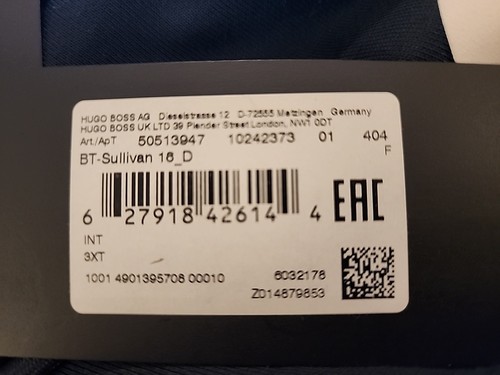 HUGO BOSS AG Dieselstrasse 12 D-72555 Metzingen Germany
HUGO BOSS UK LTD 39 Plender Street London, NW1 0DT
Art./ApT 50513947 10242373 01 404
BT-Sullivan 16_D F
6 27918 42614 4 EAC
INT
3XT
1001 4901395708 00010 6032178
Z014879853